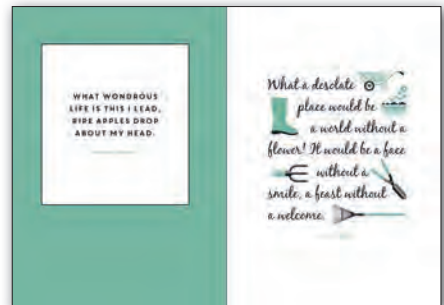 WHAT WONDROUS
LIFE IS THIS I LEAD,
RIPE APPLES DROP
ABOUT MY HEAD.
What a desolate
place would be
a world without a
flower! It would be a face
without a
smile, a feast without
a welcome.